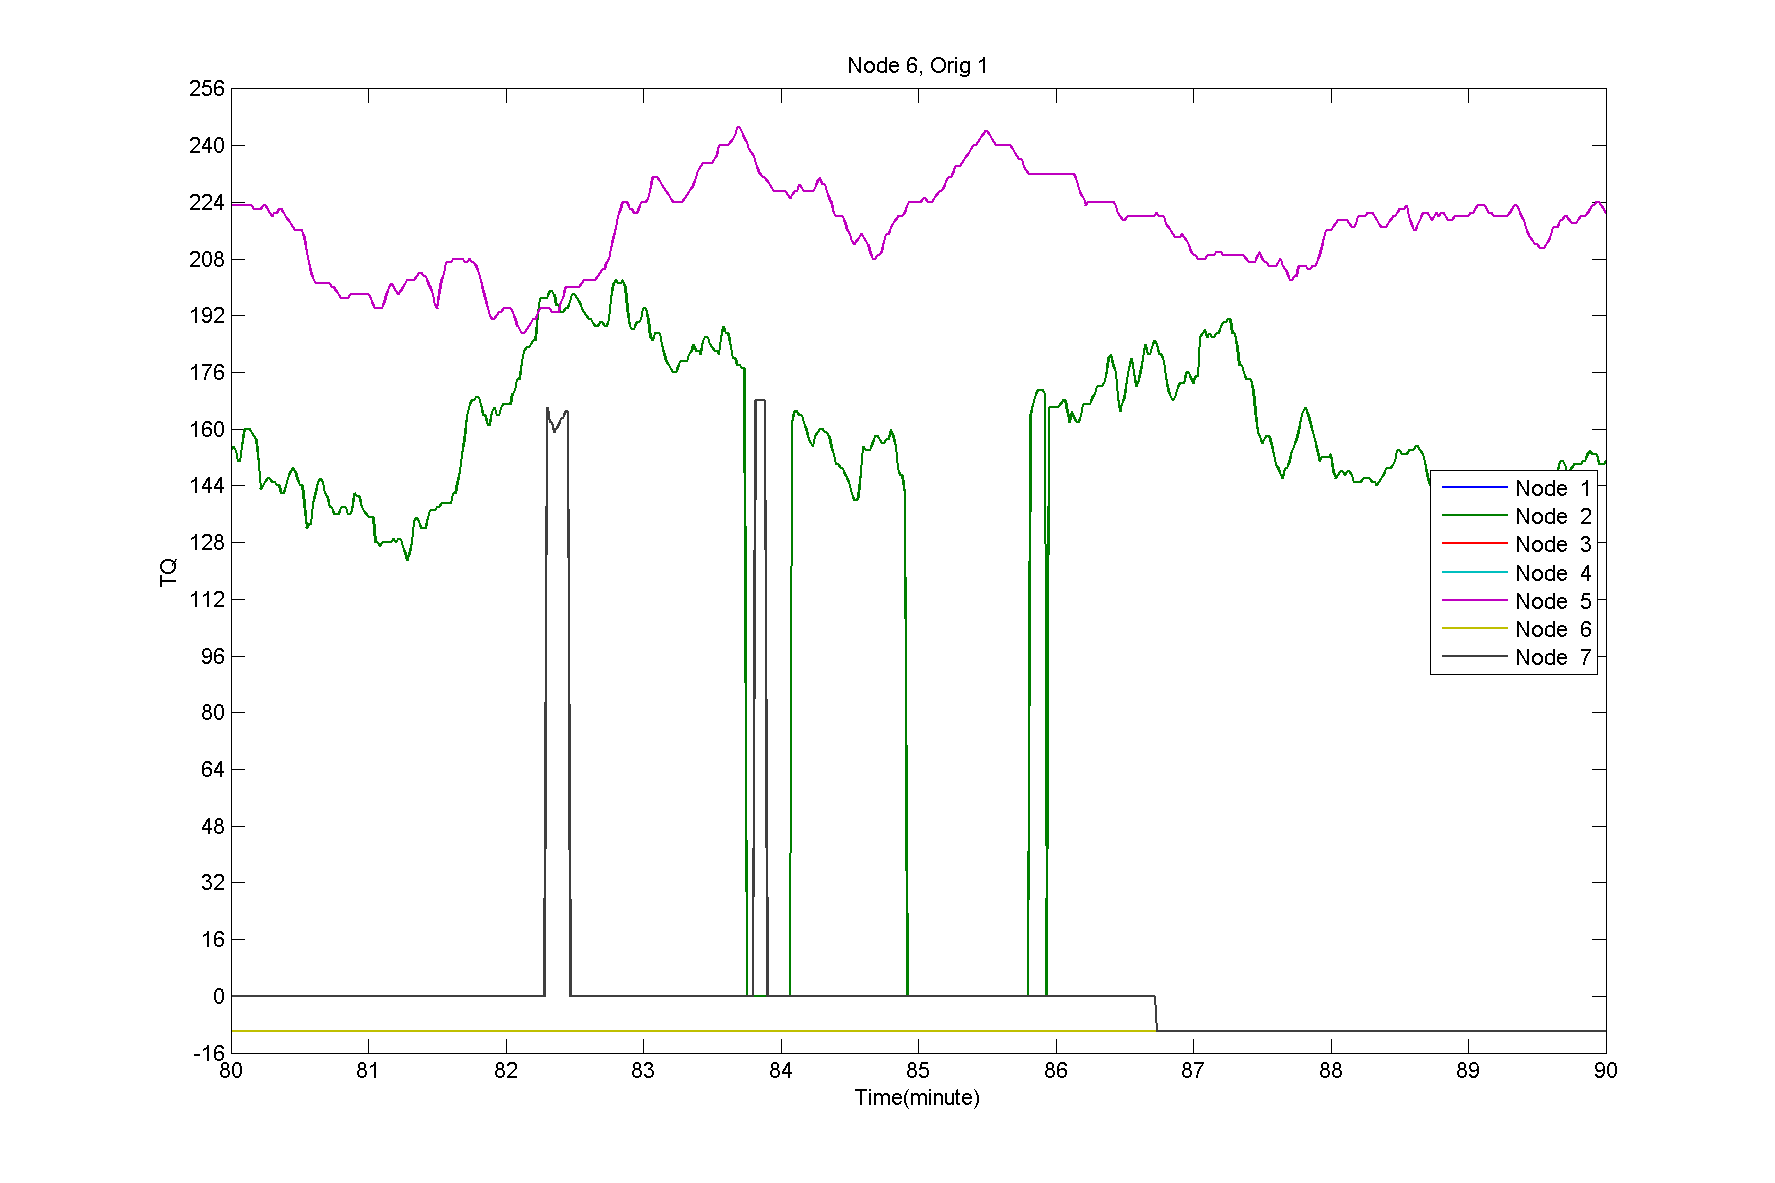 Node 6, Orig 1
256
240
224
208
192
176
160
144
128
112
96
80
64
48
32
16
0
-16
TQ
Node 1
Node 2
Node 3
Node 4
Node 5
Node 6
Node 7
80 81 82 83 84 85 86 87 88 89 90
Time(minute)